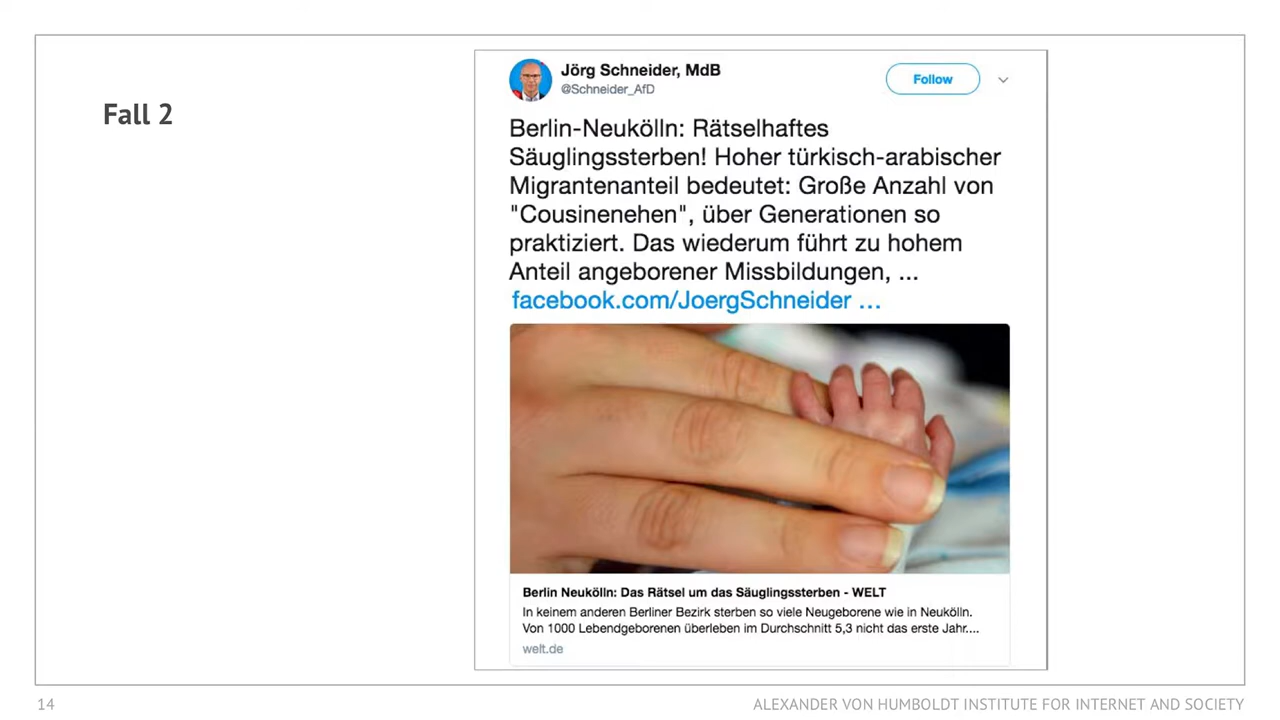 Fall 2
Jörg Schneider, MdB
@Schneider_AfD
Follow
Berlin-Neukölln: Rätselhaftes
Säuglingssterben! Hoher türkisch-arabischer
Migrantenanteil bedeutet: Große Anzahl von
"Cousinenehen", über Generationen so
praktiziert. Das wiederum führt zu hohem
Anteil angeborener Missbildungen, ...
facebook.com/JoergSchneider ...
Berlin Neukölln: Das Rätsel um das Säuglingssterben - WELT
In keinem anderen Berliner Bezirk sterben so viele Neugeborene wie in Neukölln.
Von 1000 Lebendgeborenen überleben im Durchschnitt 5,3 nicht das erste Jahr....
welt.de
14
ALEXANDER VON HUMBOLDT INSTITUTE FOR INTERNET AND SOCIETY